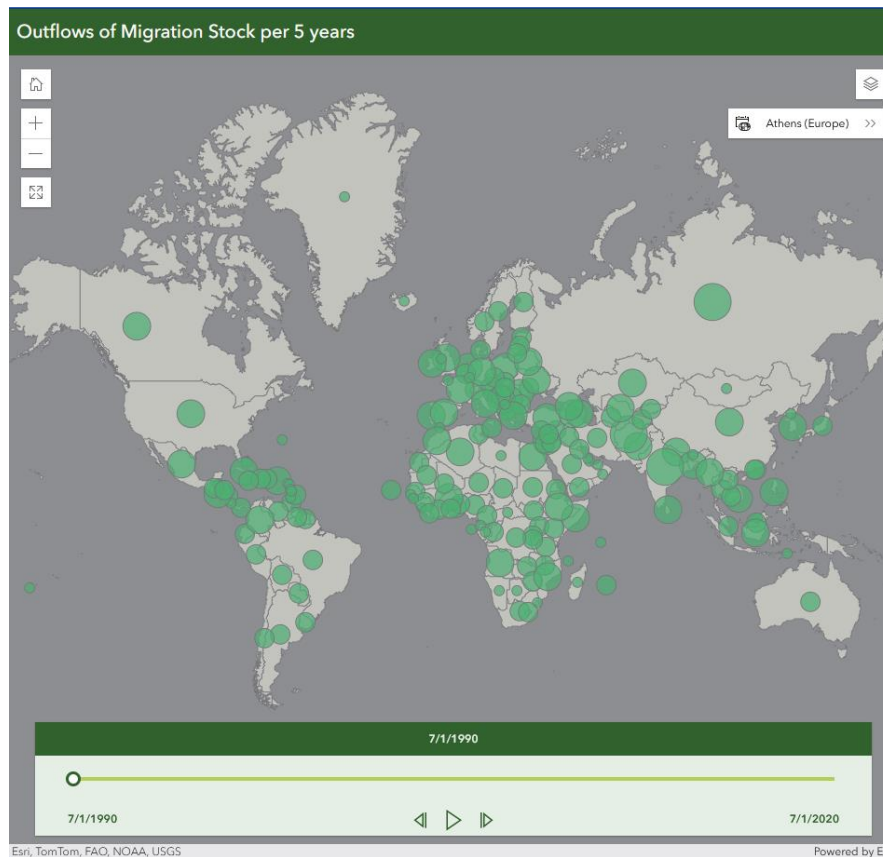 Outflows of Migration Stock per 5 years
Athens (Europe)
7/1/1990
7/1/1990
7/1/2020
Esri, TomTom, FAO, NOAA, USGS
Powered by E